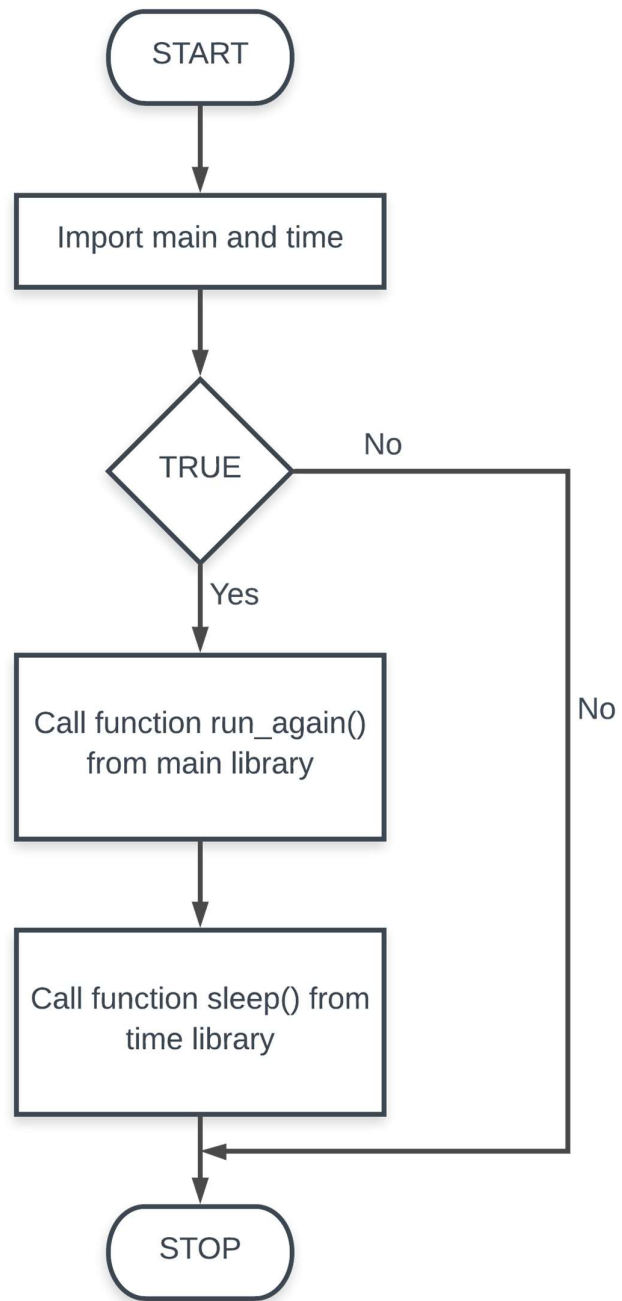 START
Import main and time
TRUE
No
Yes
Call function run_again()
from main library
No
Call function sleep() from
time library
STOP